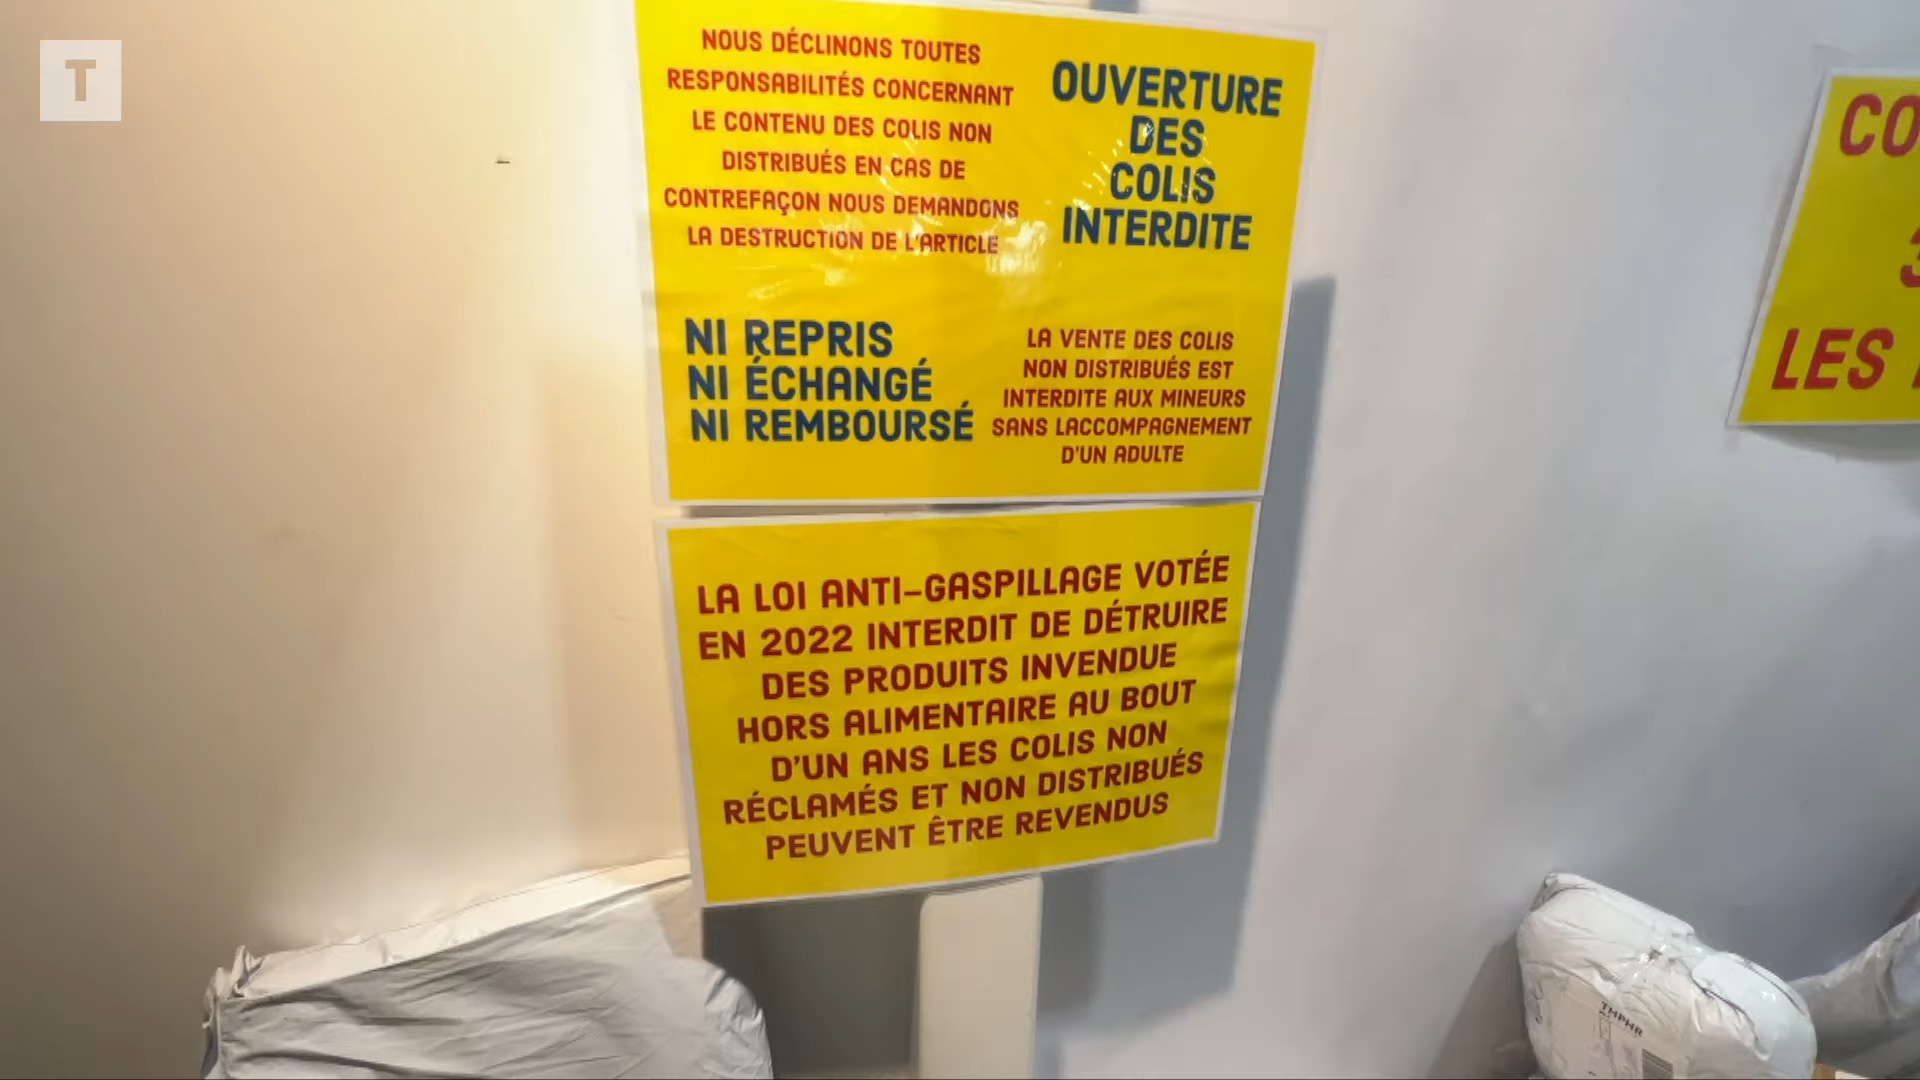 T
NOUS DÉCLINONS TOUTES
RESPONSABILITÉS CONCERNANT
LE CONTENU DES COLIS NON
DISTRIBUÉS EN CAS DE
CONTREFAÇON NOUS DEMANDONS
LA DESTRUCTION DE L'ARTICLE
OUVERTURE
DES
COLIS
INTERDITE
NI REPRIS
NI ÉCHANGÉ
NI REMBOURSÉ
LA VENTE DES COLIS
NON DISTRIBUÉS EST
INTERDITE AUX MINEURS
SANS LACCOMPAGNEMENT
D'UN ADULTE
LA LOI ANTI-GASPILLAGE VOTÉE
EN 2022 INTERDIT DE DÉTRUIRE
DES PRODUITS INVENDUE
HORS ALIMENTAIRE AU BOUT
D'UN ANS LES COLIS NON
RÉCLAMÉS ET NON DISTRIBUÉS
PEUVENT ÊTRE REVENDUS
CO
LES